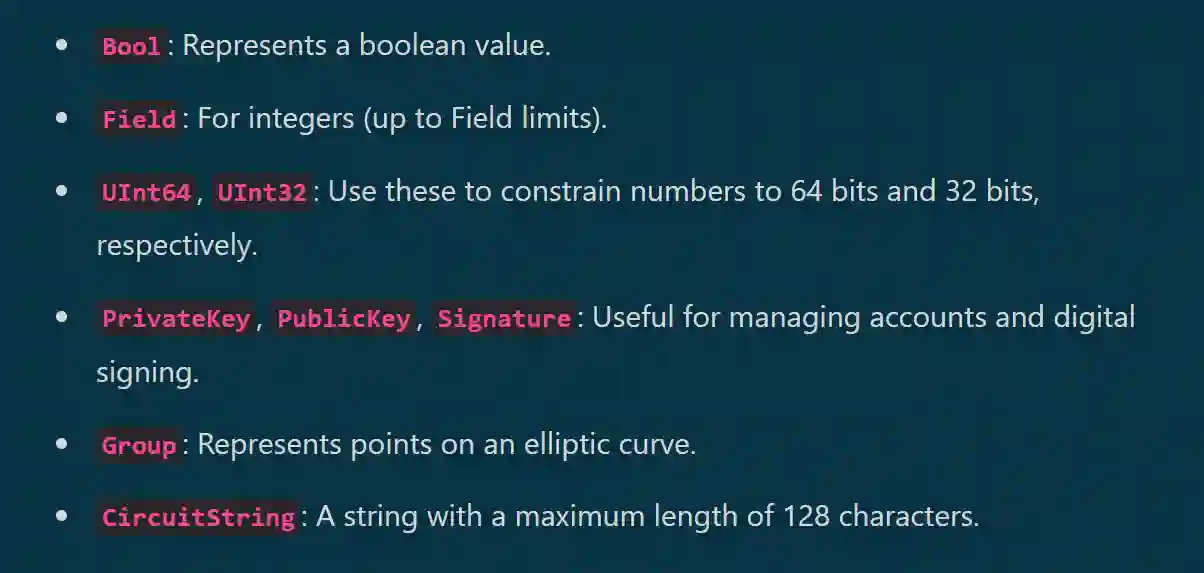 • Bool: Represents a boolean value.
• Field: For integers (up to Field limits).
• UInt64, UInt32: Use these to constrain numbers to 64 bits and 32 bits,
respectively.
• PrivateKey, PublicKey, Signature: Useful for managing accounts and digital
signing.
• Group: Represents points on an elliptic curve.
• CircuitString: A string with a maximum length of 128 characters.